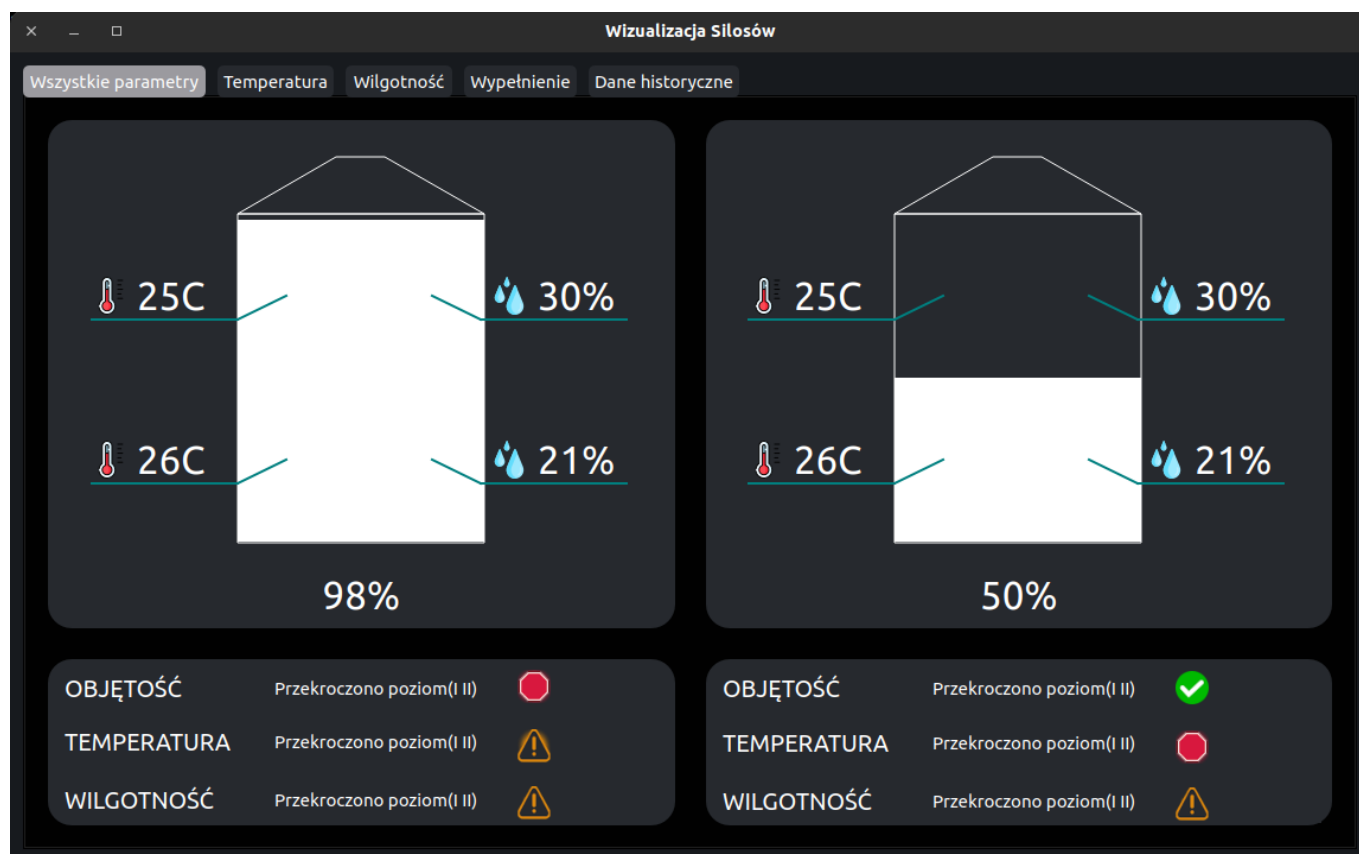 Wizualizacja Silosów
Wszystkie parametry Temperatura Wilgotność Wypełnienie Dane historyczne
25C 30%
26C 21%
98%
25C 30%
26C 21%
50%
OBJĘTOŚĆ Przekroczono poziom(I II)
TEMPERATURA Przekroczono poziom(I II)
WILGOTNOŚĆ Przekroczono poziom(I II)
OBJĘTOŚĆ Przekroczono poziom(I II)
TEMPERATURA Przekroczono poziom(I II)
WILGOTNOŚĆ Przekroczono poziom(I II)